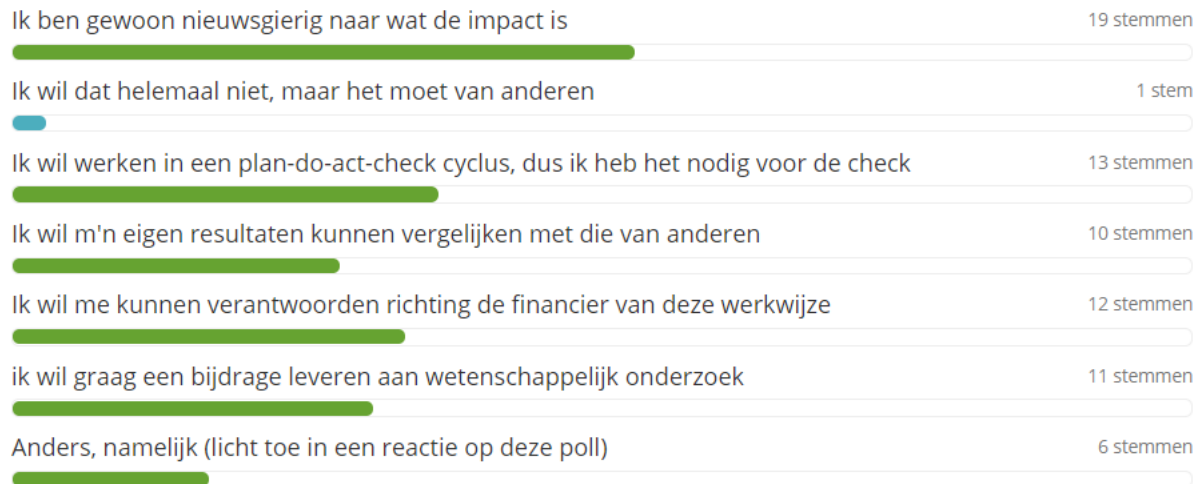 Ik ben gewoon nieuwsgierig naar wat de impact is 19 stemmen
Ik wil dat helemaal niet, maar het moet van anderen 1 stem
Ik wil werken in een plan-do-act-check cyclus, dus ik heb het nodig voor de check 13 stemmen
Ik wil m'n eigen resultaten kunnen vergelijken met die van anderen 10 stemmen
Ik wil me kunnen verantwoorden richting de financier van deze werkwijze 12 stemmen
ik wil graag een bijdrage leveren aan wetenschappelijk onderzoek 11 stemmen
Anders, namelijk (licht toe in een reactie op deze poll) 6 stemmen